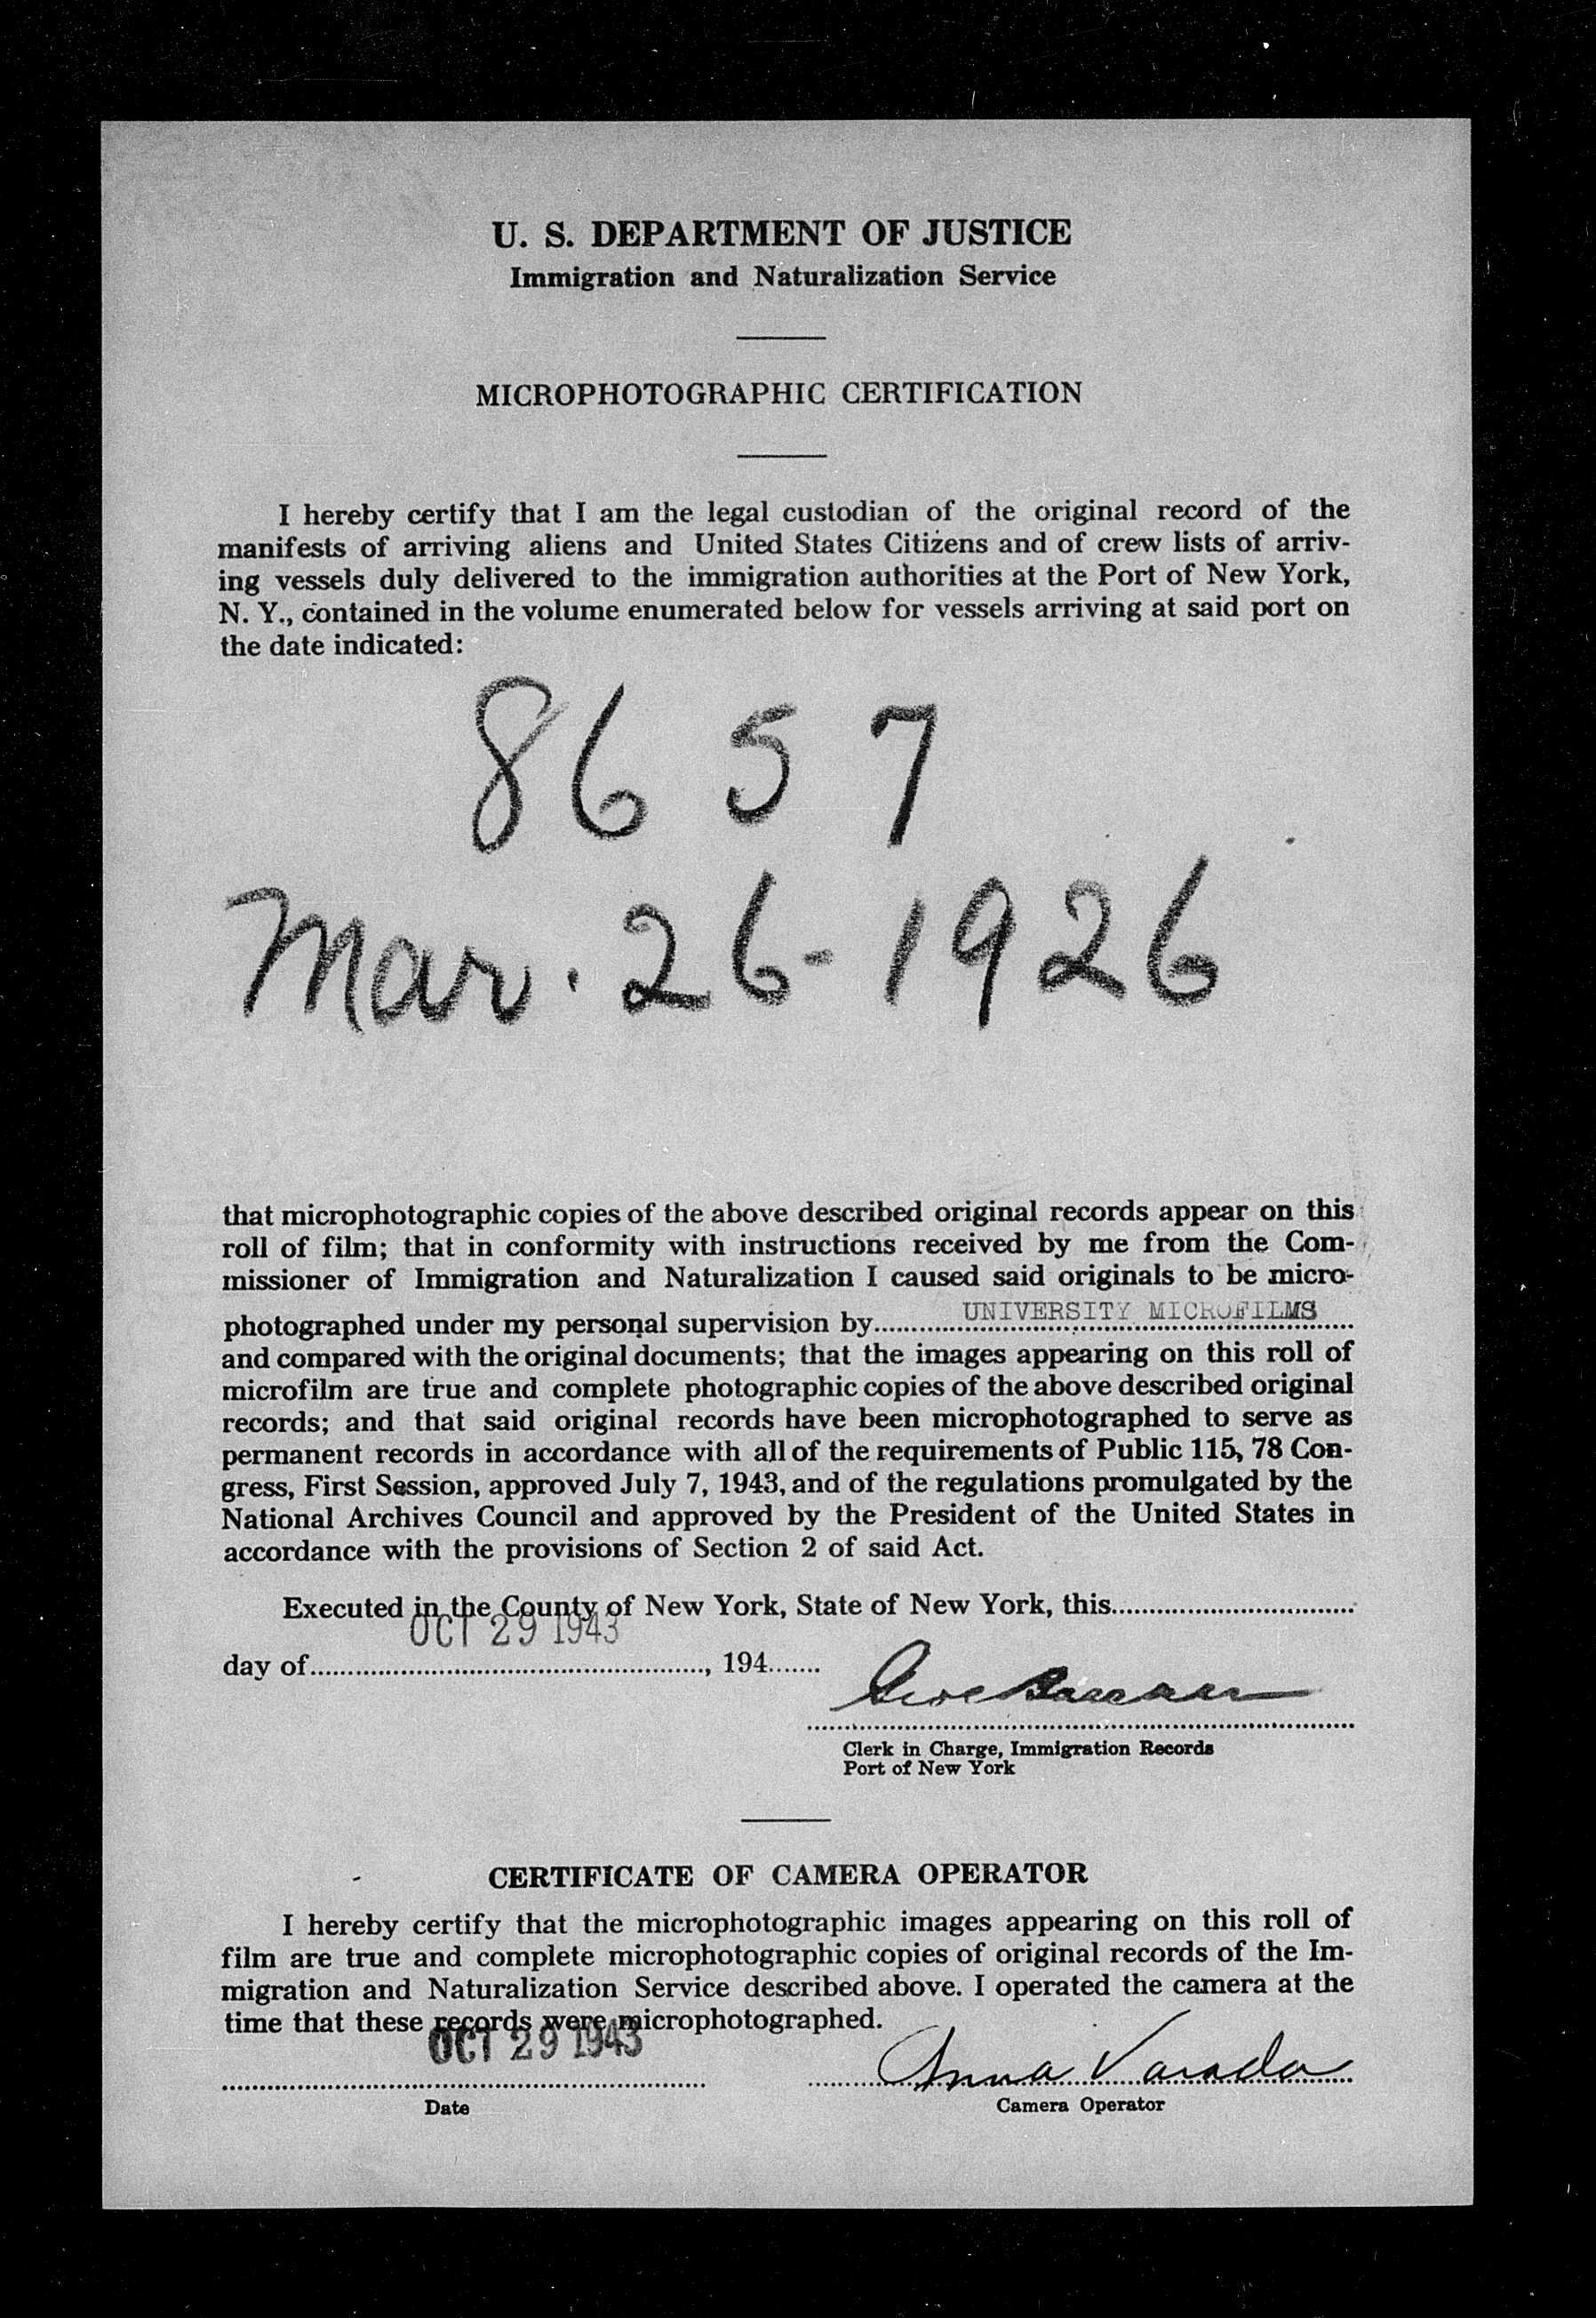 U. S. DEPARTMENT OF JUSTICE
Immigration and Naturalization Service
MICROPHOTOGRAPHIC CERTIFICATION
I hereby certify that I am the legal custodian of the original record of the
manifests of arriving aliens and United States Citizens and of crew lists of arriv-
ing vessels duly delivered to the immigration authorities at the Port of New York,
N. Y., contained in the volume enumerated below for vessels arriving at said port on
the date indicated:
8657
Mar. 26-1926
that microphotographic copies of the above described original records appear on this
roll of film; that in conformity with instructions received by me from the Com-
missioner of Immigration and Naturalization I caused said originals to be micro-
photographed under my personal supervision by UNIVERSITY MICROFILMS
and compared with the original documents; that the images appearing on this roll of
microfilm are true and complete photographic copies of the above described original
records; and that said original records have been microphotographed to serve as
permanent records in accordance with all of the requirements of Public 115, 78 Con-
gress, First Session, approved July 7, 1943, and of the regulations promulgated by the
National Archives Council and approved by the President of the United States in
accordance with the provisions of Section 2 of said Act.
Executed in the County of New York, State of New York, this
OCT 29 1943
day of , 194
Clerk in Charge, Immigration Records
Port of New York
CERTIFICATE OF CAMERA OPERATOR
I hereby certify that the microphotographic images appearing on this roll of
film are true and complete microphotographic copies of original records of the Im-
migration and Naturalization Service described above. I operated the camera at the
time that these records were microphotographed.
OCT 29 1943
Anna Varada
Date
Camera Operator